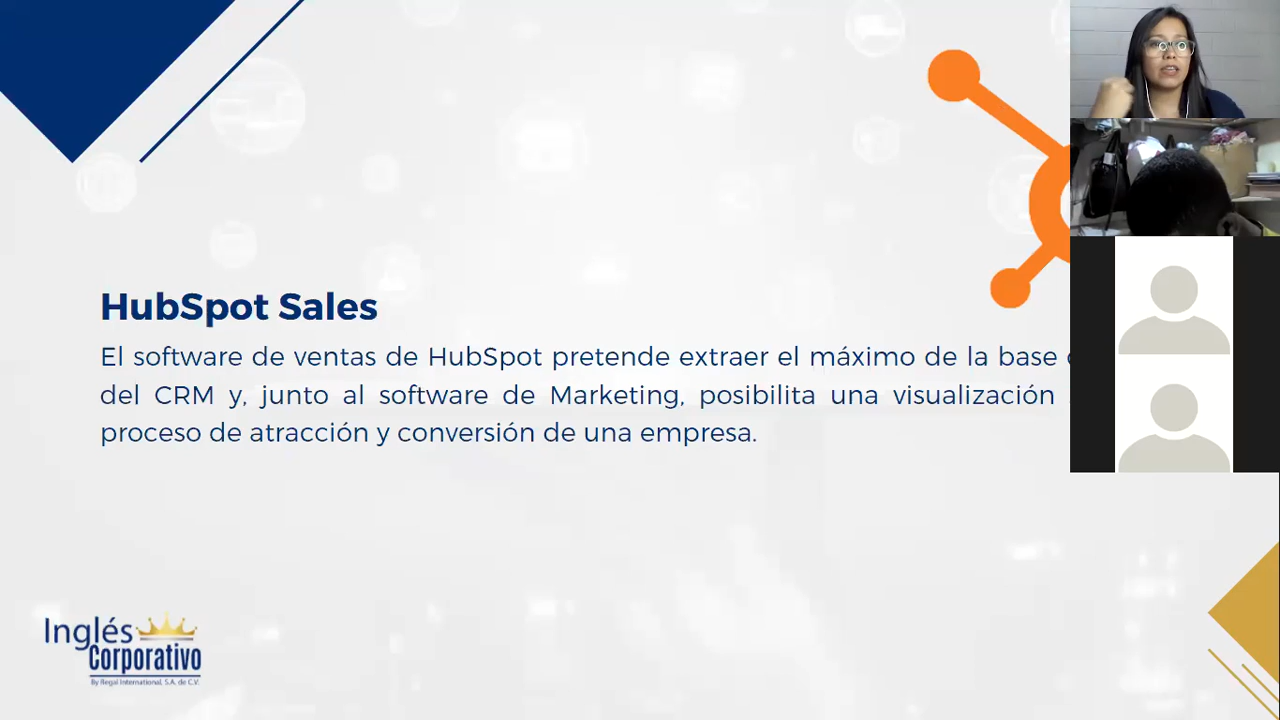 HubSpot Sales
El software de ventas de HubSpot pretende extraer el máximo de la base
del CRM y, junto al software de Marketing, posibilita una visualización
proceso de atracción y conversión de una empresa.
Inglés
Corporativo
By Regal International, S.A. de C.V.